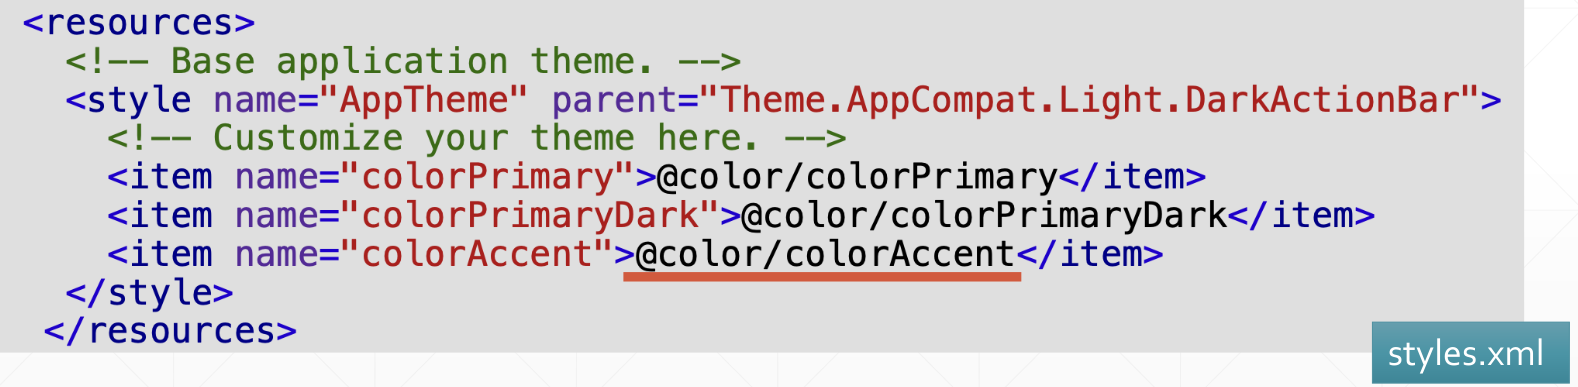 <resources>
<!-- Base application theme. -->
<style name="AppTheme" parent="Theme.AppCompat.Light.DarkActionBar">
<!-- Customize your theme here. -->
<item name="colorPrimary">@color/colorPrimary</item>
<item name="colorPrimaryDark">@color/colorPrimaryDark</item>
<item name="colorAccent">@color/colorAccent</item>
</style>
</resources>
styles.xml